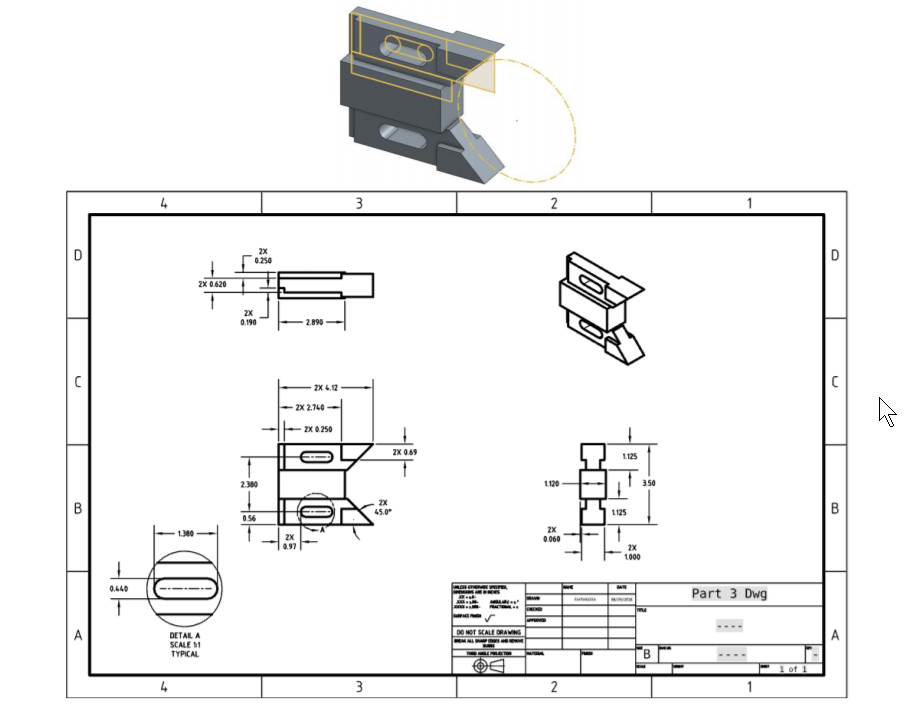 4 3 2 1
D D
2X
0.250
2X 0.620
2X
0.190
2.890
C C
2X 4.12
2X 2.740
2X 0.250
2X 0.69
2.380
0.56
2X
45.0°
A
2X
0.97
1.125
1.120
3.50
1.125
2X
0.060
2X
1.000
B B
1.380
0.440
DETAIL A
SCALE 1:1
TYPICAL
UNLESS OTHERWISE SPECIFIED,
DIMENSIONS ARE IN INCHES
SURFACE FINISH
DO NOT SCALE DRAWING
BREAK ALL SHARP EDGES AND REMOVE
BURRS
THIRD ANGLE PROJECTION
NAME DATE
DRAWN
CHECKED
APPROVED
MATERIAL FINISH
Part 3 Dwg
TITLE
----
SIZE
B ---- -
SCALE WEIGHT SHEET 1 of 1
A A
4 3 2 1